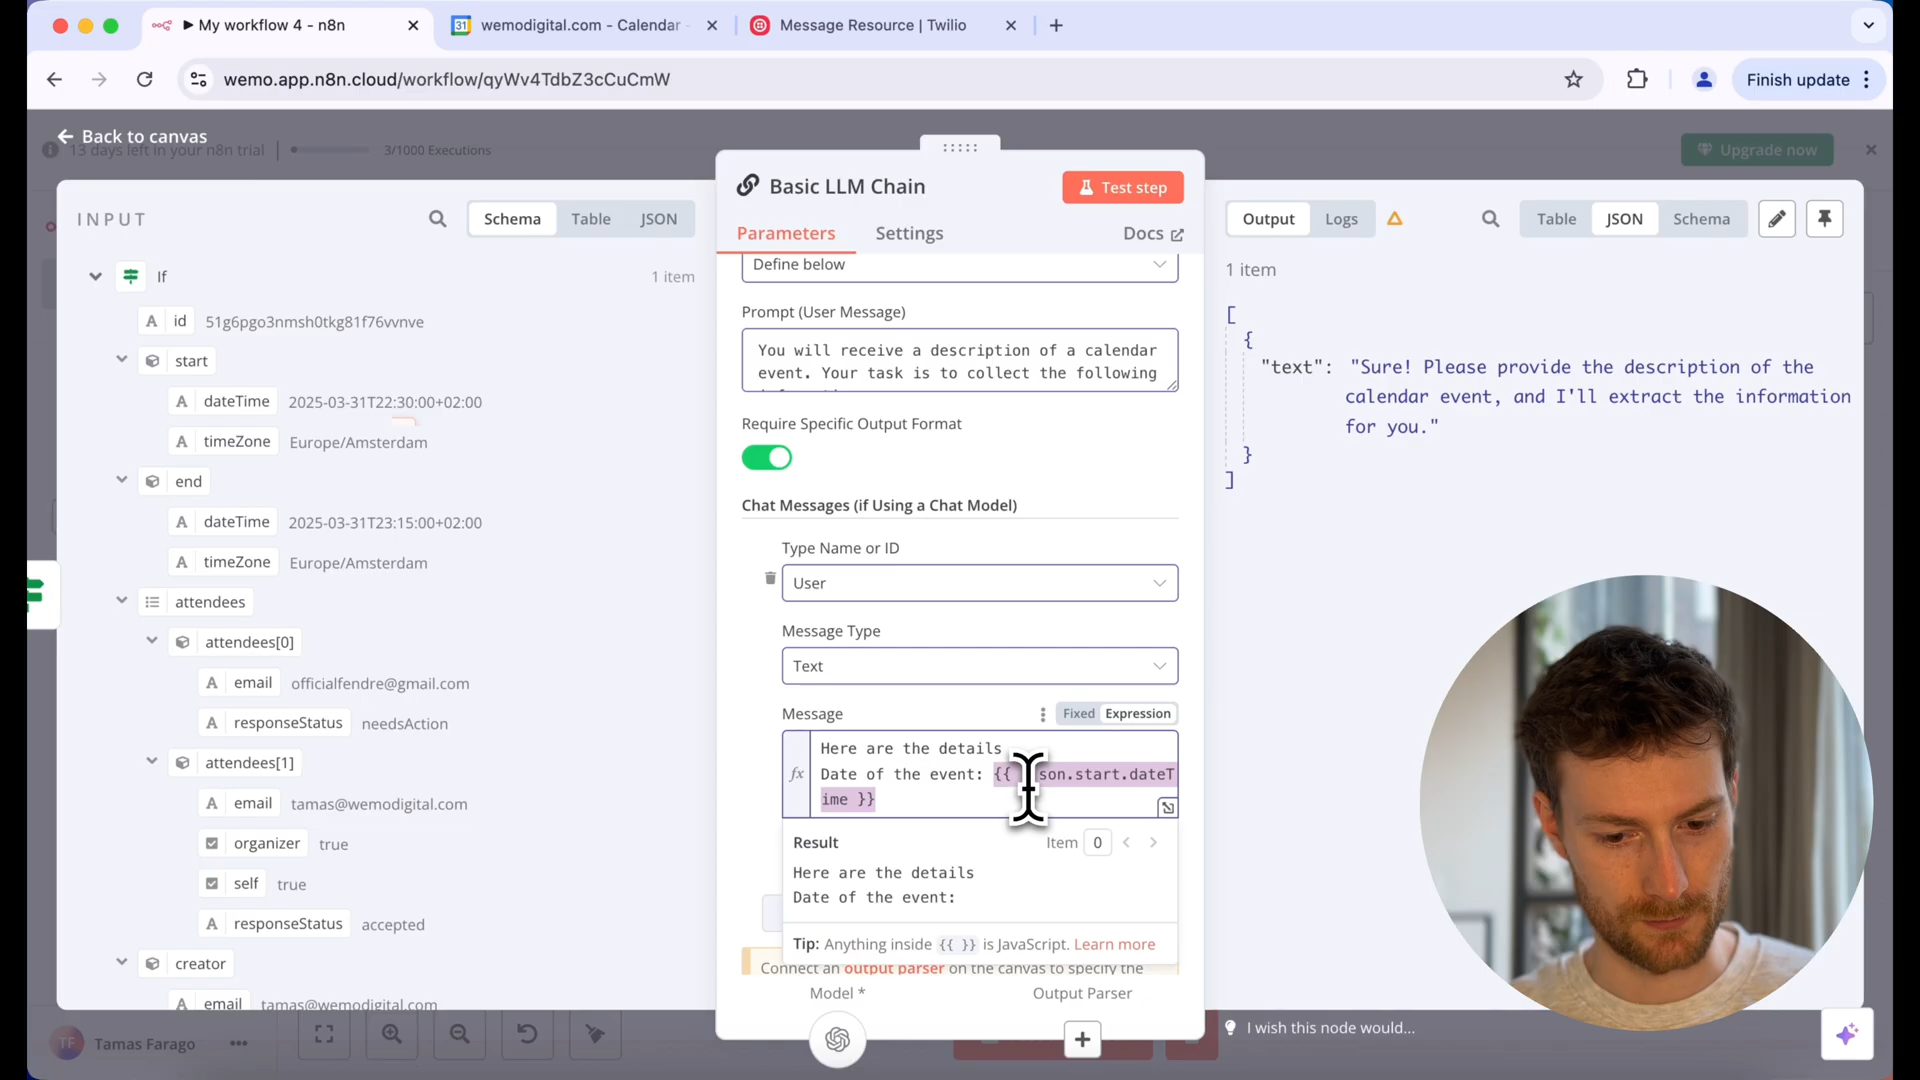 My workflow 4 - n8n
31
wemodigital.com - Calendar -
Message Resource | Twilio
wemo.app.n8n.cloud/workflow/qyWv4TdbZ3cCuCmW
Finish update
Back to canvas
13 days left in your n8n trial
3/1000 Executions
Upgrade now
INPUT
Schema
Table
JSON
If
1 item
A id 51g6pgo3nmsh0tkg81f76vvnve
start
A dateTime 2025-03-31T22:30:00+02:00
A timeZone Europe/Amsterdam
end
A dateTime 2025-03-31T23:15:00+02:00
A timeZone Europe/Amsterdam
attendees
attendees[0]
A email officialfendre@gmail.com
A responseStatus needsAction
attendees[1]
A email tamas@wemodigital.com
organizer true
self true
A responseStatus accepted
creator
A email tamas@wemodigital.com
TF
Tamas Farago
Basic LLM Chain
Test step
Parameters
Settings
Docs
Define below
Prompt (User Message)
You will receive a description of a calendar
event. Your task is to collect the following
Require Specific Output Format
Chat Messages (if Using a Chat Model)
Type Name or ID
User
Message Type
Text
Message
Fixed
Expression
fx
Here are the details
Date of the event: {{ son.start.dateT
ime }}
Result
Item 0
Here are the details
Date of the event:
Tip: Anything inside {{ }} is JavaScript. Learn more
Connect an output parser on the canvas to specify the
Model *
Output Parser
Output
Logs
Table
JSON
Schema
1 item
[
{
"text": "Sure! Please provide the description of the
calendar event, and I'll extract the information
for you."
}
]
I wish this node would...